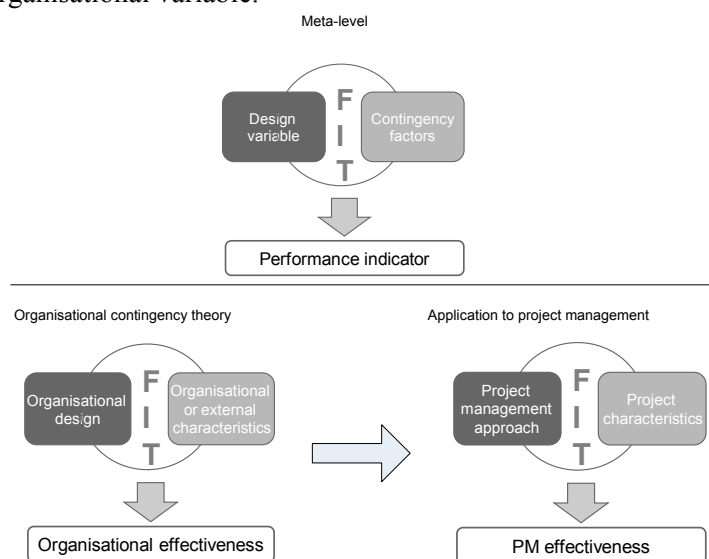 rganisational variable.
Meta-level
Design
variable
F
I
T
Contingency
factors
Performance indicator
Organisational contingency theory
Application to project management
Organisational
design
F
I
T
Organisational
or external
characteristics
Project
management
approach
F
I
T
Project
characteristics
Organisational effectiveness
PM effectiveness